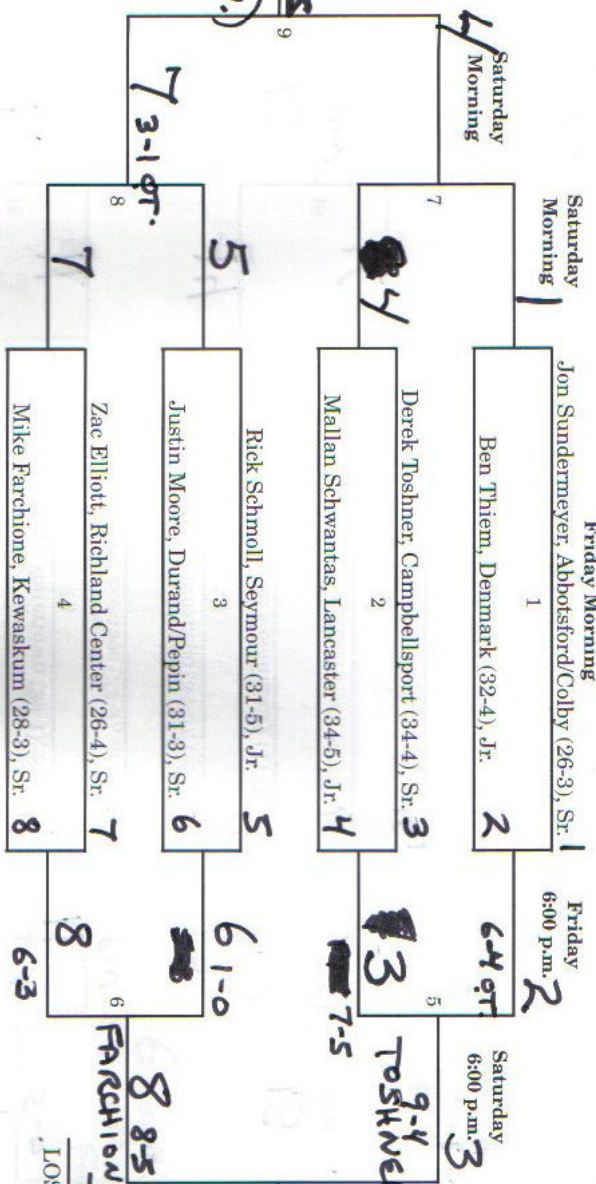 Friday Morning
Saturday
Morning
Saturday
Morning
Friday
6:00 p.m.
Saturday
6:00 p.m.
4
1
2
3
Jon Sundermeyer, Abbotsford/Colby (26-3), Sr. 1
1
Ben Thiem, Denmark (32-4), Jr. 2
6-4 OT.
7
5
9-4
TOSHNE
4
3
7-5
Derek Toshner, Campbellsport (34-4), Sr. 3
2
Mallan Schwantas, Lancaster (34-5), Jr. 4
9
Rick Schmoll, Seymour (31-5), Jr. 5
3
Justin Moore, Durand/Pepin (31-3), Sr. 6
5
6 1-0
7 3-1 OT.
8
6
8 8-5
FARCHION
7
8
6-3
Zac Elliott, Richland Center (26-4), Sr. 7
4
Mike Farchione, Kewaskum (28-3), Sr. 8
LOS